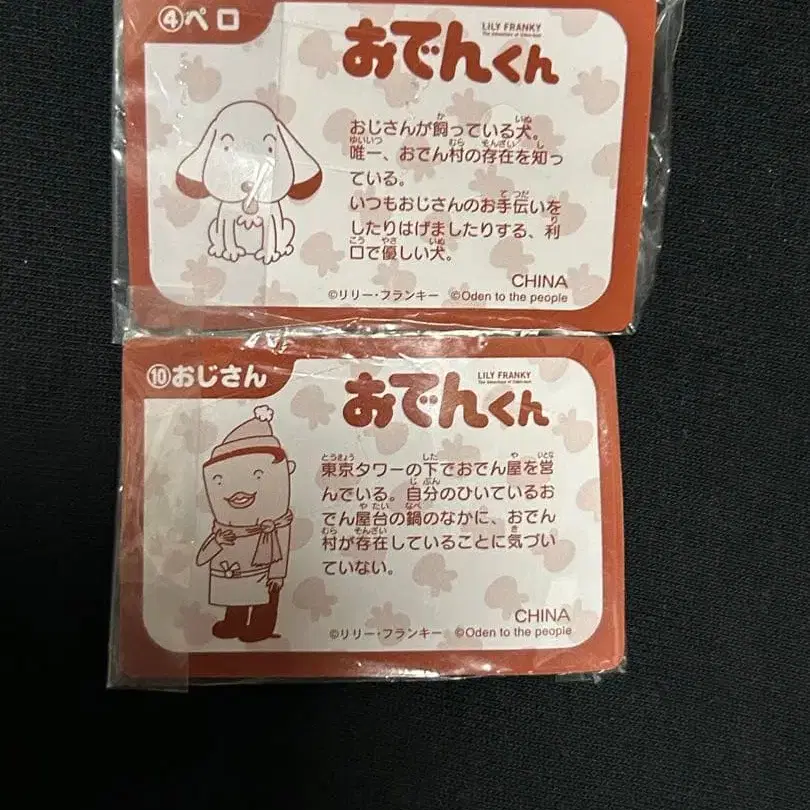 ④ペロ
LILY FRANKY
おでんくん
おじさんが飼っている犬。
唯一、おでん村の存在を知っ
ている。
いつもおじさんのお手伝いを
したりはげましたりする、利
口で優しい犬。
CHINA
©リリー・フランキー ©Oden to the people
⑩おじさん
LILY FRANKY
おでんくん
東京タワーの下でおでん屋を営
んでいる。自分のひいているお
でん屋台の鍋のなかに、おでん
村が存在していることに気づい
ていない。
CHINA
©リリー・フランキー ©Oden to the people